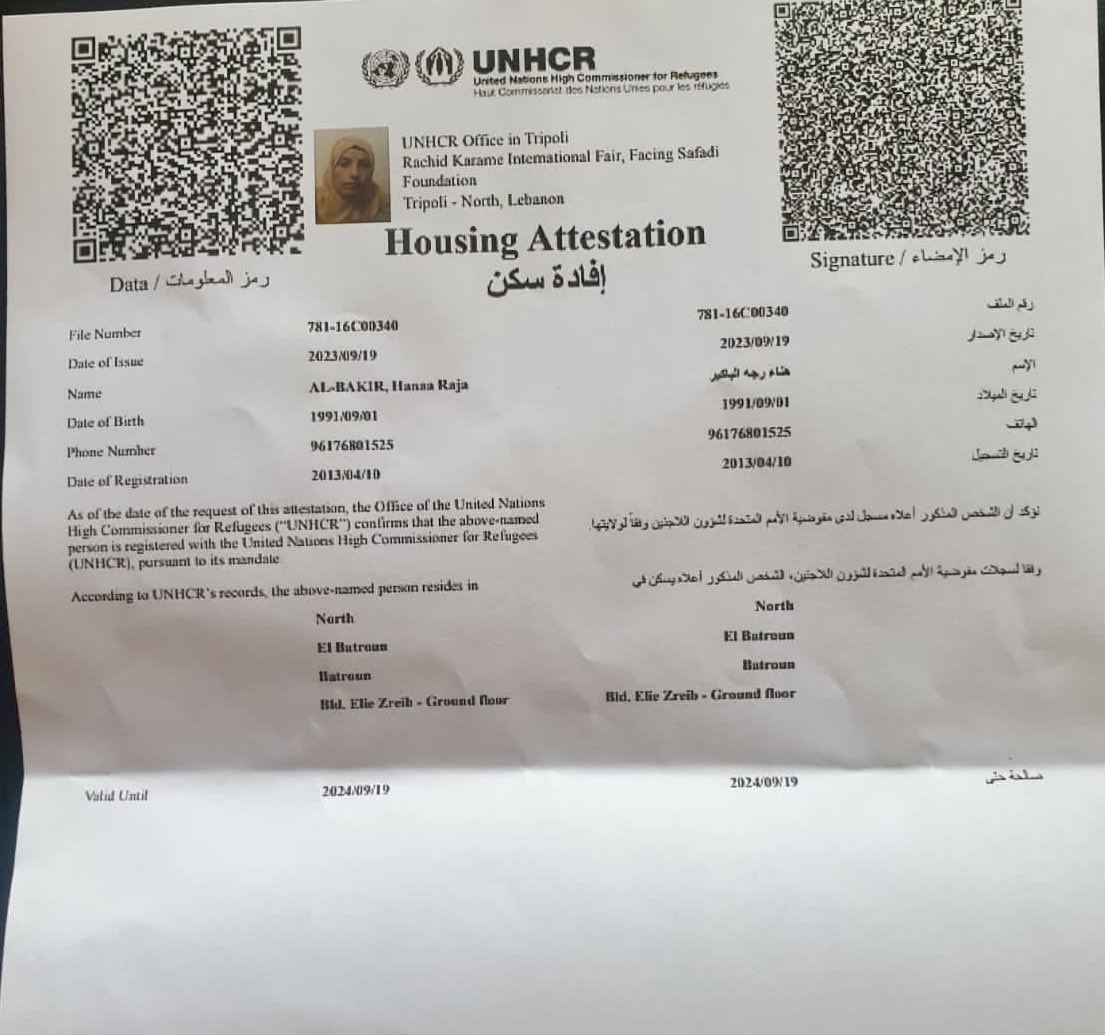 UNHCR
United Nations High Commissioner for Refugees
Haut Commissariat des Nations Unies pour les réfugiés
UNHCR Office in Tripoli
Rachid Karame International Fair, Facing Safadi
Foundation
Tripoli - North, Lebanon
Housing Attestation
إفادة سكن
Data / رمز المعلومات
Signature / رمز الإمضاء
File Number 781-16C00340 781-16C00340 رقم الملف
Date of Issue 2023/09/19 2023/09/19 تاريخ الإصدار
Name AL-BAKIR, Hanaa Raja هناء رجه الباكير الإسم
Date of Birth 1991/09/01 1991/09/01 تاريخ الميلاد
Phone Number 96176801525 96176801525 الهاتف
Date of Registration 2013/04/10 2013/04/10 تاريخ التسجيل
As of the date of the request of this attestation, the Office of the United Nations
High Commissioner for Refugees ("UNHCR") confirms that the above-named
person is registered with the United Nations High Commissioner for Refugees
(UNHCR), pursuant to its mandate
نؤكد أن الشخص المذكور أعلاه مسجل لدى مفوضية الأمم المتحدة لشؤون اللاجئين وفقاً لولايتها.
According to UNHCR's records, the above-named person resides in
وفقا لسجلات مفوضية الأمم المتحدة لشؤون اللاجئين، الشخص المذكور أعلاه يسكن في
North North
El Batroun El Batroun
Batroun Batroun
Bld. Elie Zreib - Ground floor Bld. Elie Zreib - Ground floor
Valid Until 2024/09/19 2024/09/19 صالحة حتى